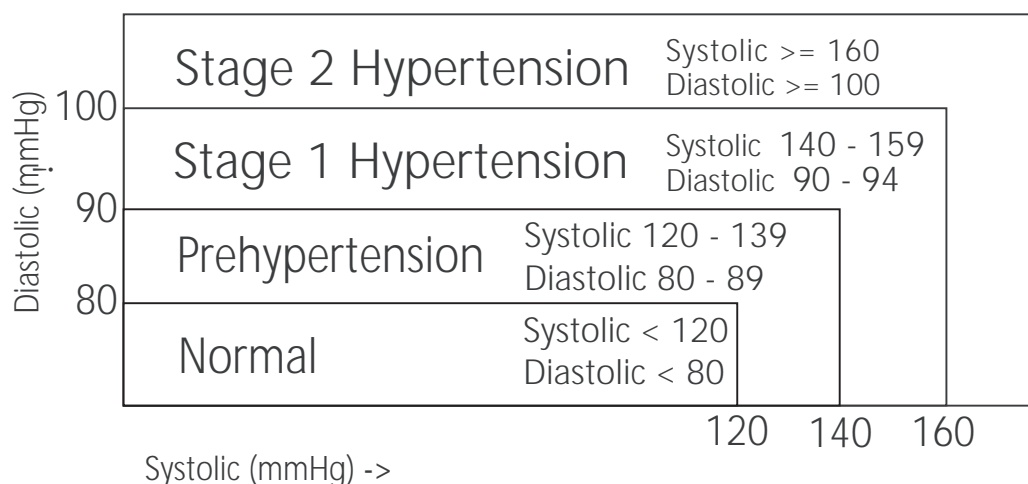 Stage 2 Hypertension
Systolic >= 160
Diastolic >= 100
100
Stage 1 Hypertension
Systolic 140 - 159
Diastolic 90 - 94
90
Prehypertension
Systolic 120 - 139
Diastolic 80 - 89
80
Normal
Systolic < 120
Diastolic < 80
Diastolic (mmHg)
120 140 160
Systolic (mmHg) ->